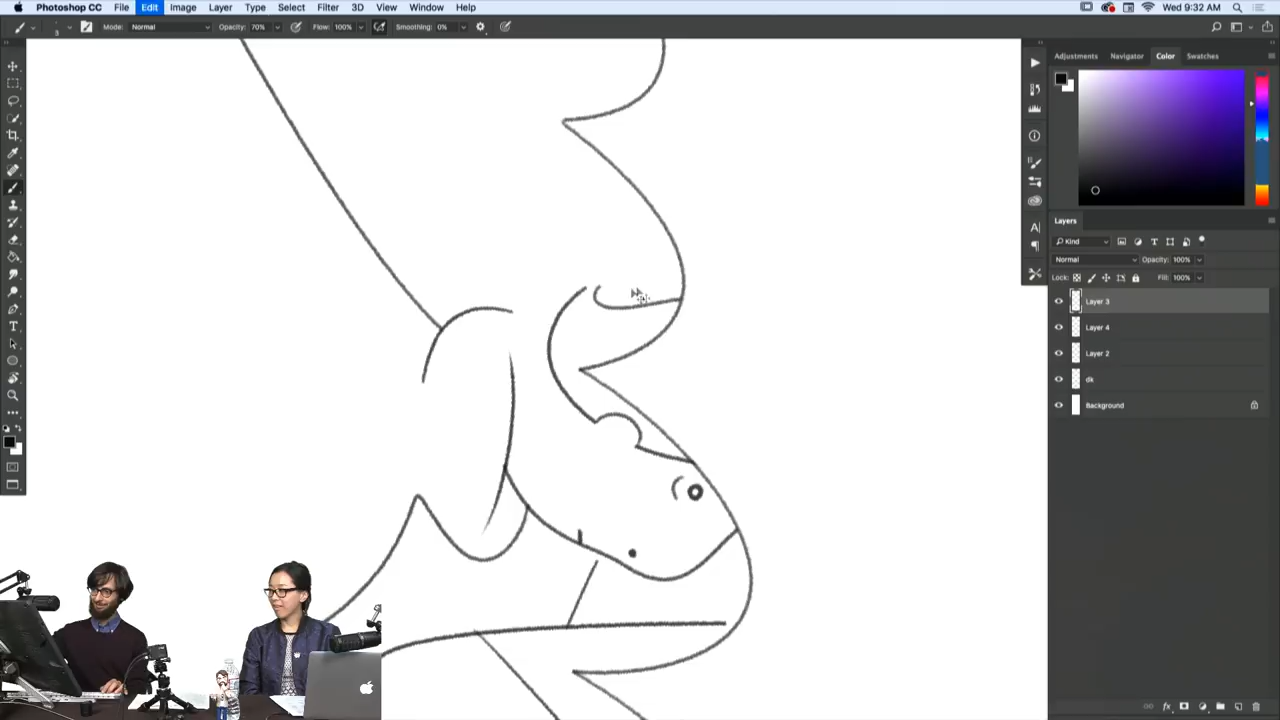 Photoshop CC File Edit Image Layer Type Select Filter 3D View Window Help Wed 9:32 AM
3 Mode: Normal Opacity: 70% Flow: 100% Smoothing: 0%
Adjustments Navigator Color Swatches
Layers
Kind
Normal Opacity: 100%
Lock: Fill: 100%
Layer 3
Layer 4
Layer 2
dk
Background